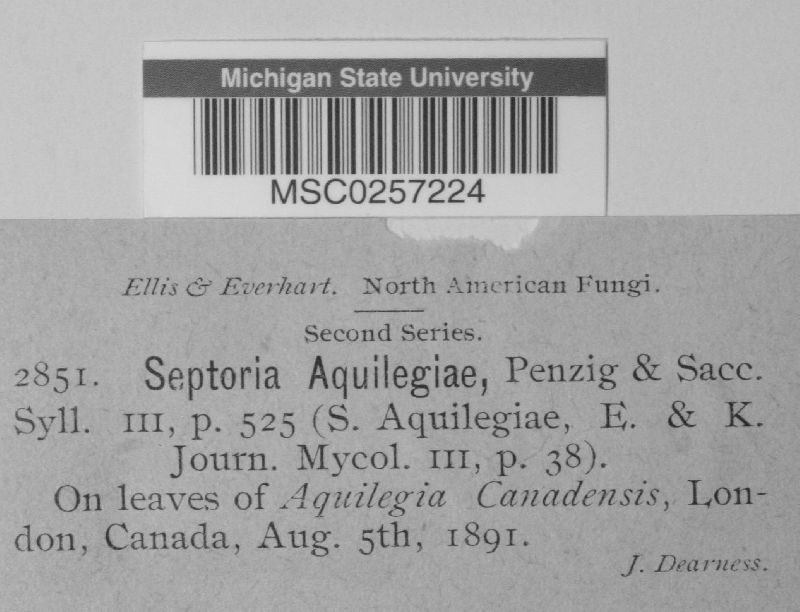 Michigan State University
MSC0257224
Ellis & Everhart. North American Fungi.
Second Series.
2851. Septoria Aquilegiae, Penzig & Sacc.
Syll. III, p. 525 (S. Aquilegiae, E. & K.
Journ. Mycol. III, p. 38).
On leaves of Aquilegia Canadensis, Lon-
don, Canada, Aug. 5th, 1891.
J. Dearness.